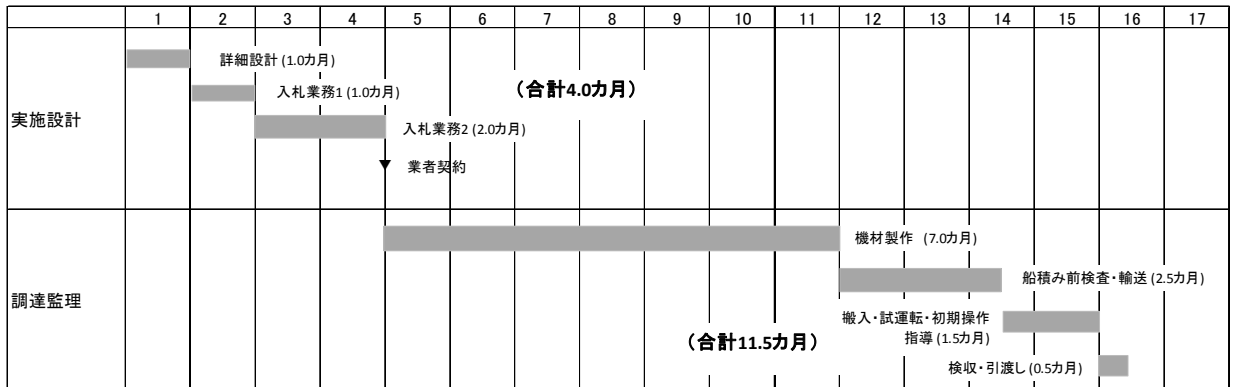 1 2 3 4 5 6 7 8 9 10 11 12 13 14 15 16 17
実施設計
詳細設計 (1.0カ月)
入札業務1 (1.0カ月)
（合計4.0カ月）
入札業務2 (2.0カ月)
業者契約
調達監理
機材製作 (7.0カ月)
船積み前検査・輸送 (2.5カ月)
搬入・試運転・初期操作
指導 (1.5カ月)
（合計11.5カ月）
検収・引渡し (0.5カ月)